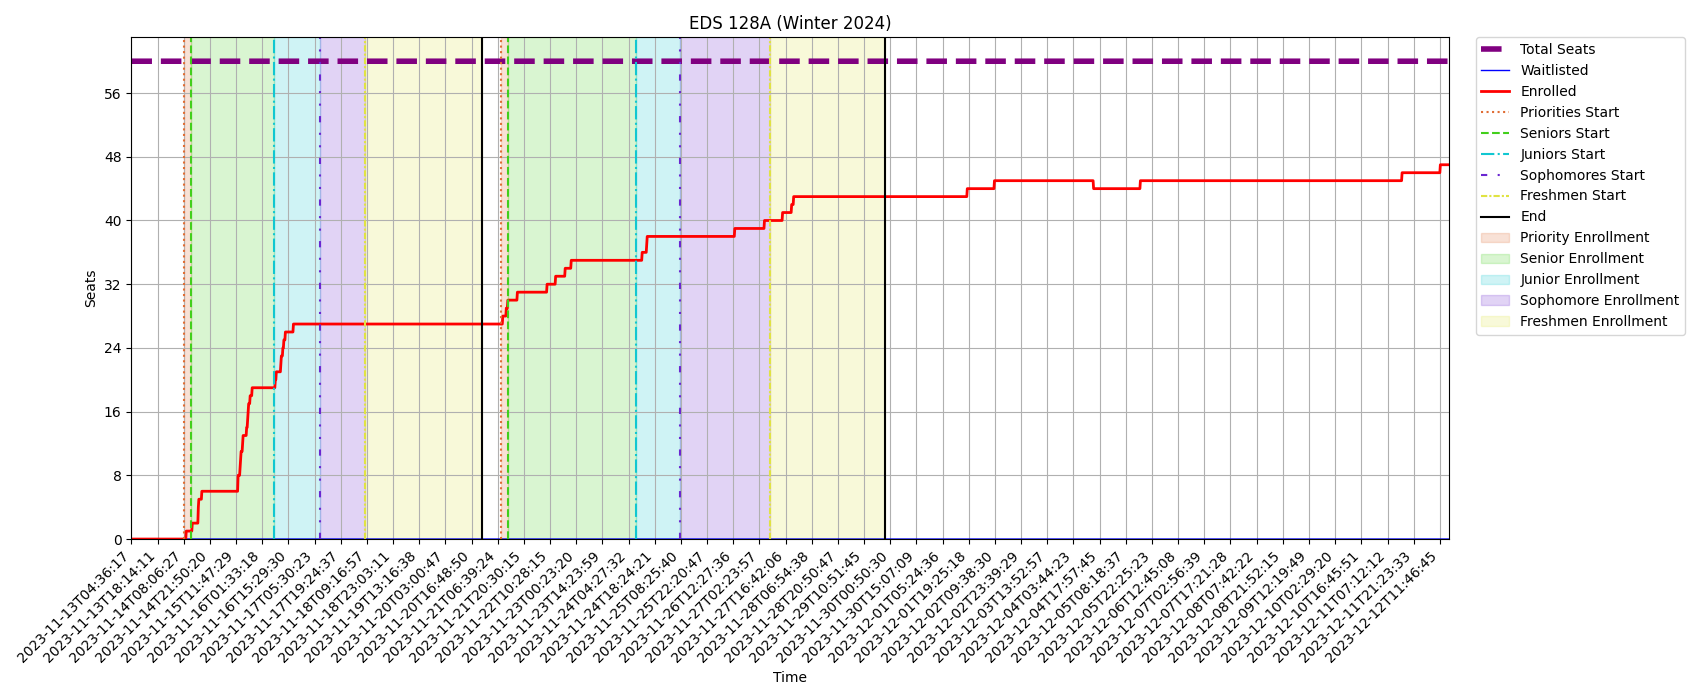 EDS 128A (Winter 2024)
Total Seats
Waitlisted
Enrolled
Priorities Start
Seniors Start
Juniors Start
Sophomores Start
Freshmen Start
End
Priority Enrollment
Senior Enrollment
Junior Enrollment
Sophomore Enrollment
Freshmen Enrollment
Seats
56
48
40
32
24
16
8
0
2023-11-13T04:36:17
2023-11-13T18:14:11
2023-11-14T08:06:27
2023-11-14T21:50:20
2023-11-15T11:47:29
2023-11-16T01:33:18
2023-11-16T15:29:30
2023-11-17T05:30:23
2023-11-17T19:24:37
2023-11-18T09:16:57
2023-11-18T23:03:11
2023-11-19T13:16:38
2023-11-20T03:00:47
2023-11-20T16:48:50
2023-11-21T06:39:24
2023-11-21T20:30:15
2023-11-22T10:28:15
2023-11-23T00:23:20
2023-11-23T14:23:59
2023-11-24T04:27:32
2023-11-24T18:24:21
2023-11-25T08:25:40
2023-11-25T22:20:47
2023-11-26T12:27:36
2023-11-27T02:23:57
2023-11-27T16:42:06
2023-11-28T06:54:38
2023-11-28T20:50:47
2023-11-29T10:51:45
2023-11-30T00:50:30
2023-11-30T15:07:09
2023-12-01T05:24:36
2023-12-01T19:25:18
2023-12-02T09:38:30
2023-12-02T23:39:29
2023-12-03T13:52:57
2023-12-04T03:44:23
2023-12-04T17:57:45
2023-12-05T08:18:37
2023-12-05T22:25:23
2023-12-06T12:45:08
2023-12-07T02:56:39
2023-12-07T17:21:28
2023-12-08T07:42:22
2023-12-08T21:52:15
2023-12-09T12:19:49
2023-12-10T02:29:20
2023-12-10T16:45:51
2023-12-11T07:12:12
2023-12-11T21:23:33
2023-12-12T11:46:45
Time